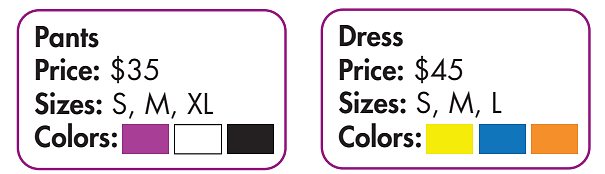 Pants
Price: $35
Sizes: S, M, XL
Colors:
Dress
Price: $45
Sizes: S, M, L
Colors: